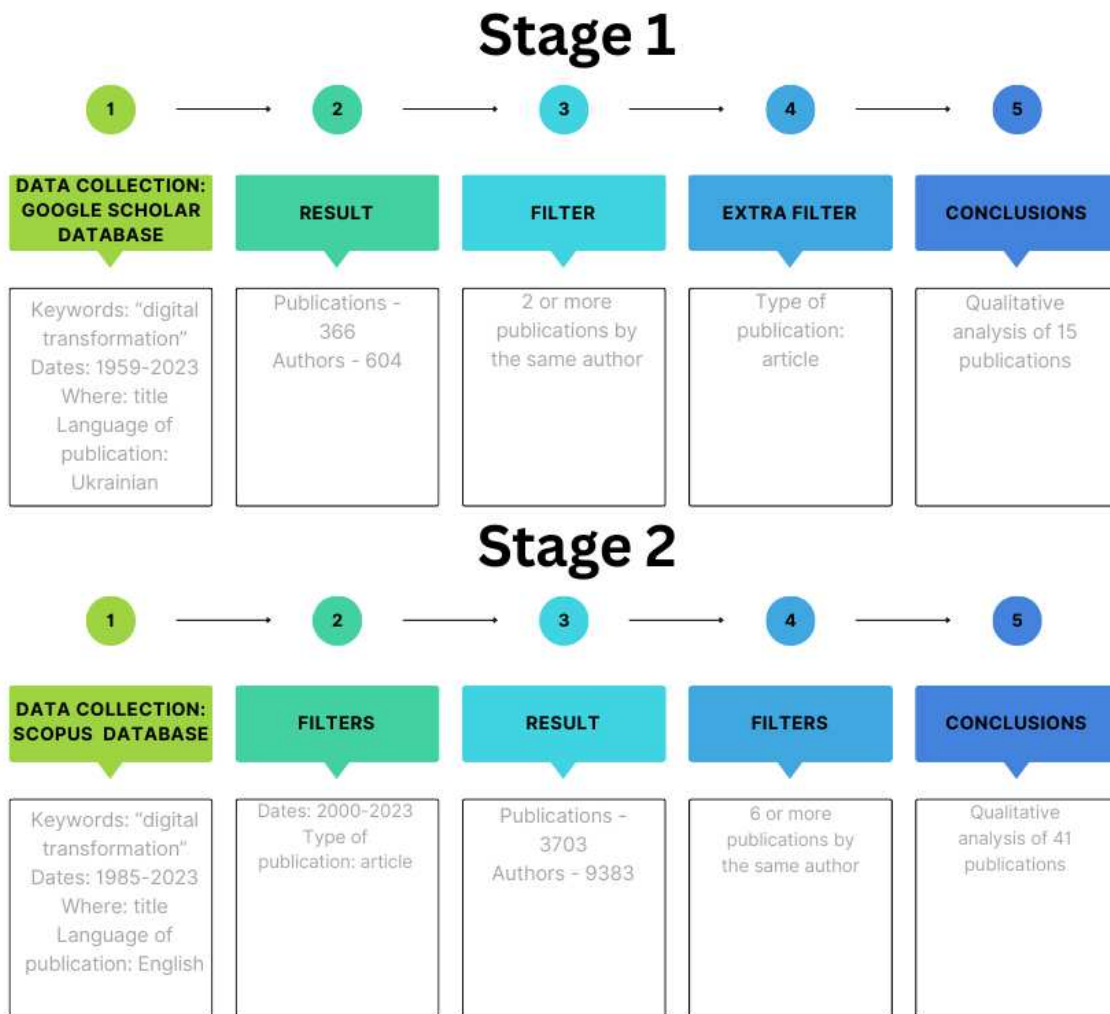 Stage 1
1
2
3
4
5
DATA COLLECTION:
GOOGLE SCHOLAR
DATABASE
RESULT
FILTER
EXTRA FILTER
CONCLUSIONS
Keywords: "digital
transformation"
Dates: 1959-2023
Where: title
Language of
publication:
Ukrainian
Publications -
366
Authors - 604
2 or more
publications by
the same author
Type of
publication:
article
Qualitative
analysis of 15
publications
Stage 2
1
2
3
4
5
DATA COLLECTION:
SCOPUS DATABASE
FILTERS
RESULT
FILTERS
CONCLUSIONS
Keywords: "digital
transformation"
Dates: 1985-2023
Where: title
Language of
publication: English
Dates: 2000-2023
Type of
publication: article
Publications -
3703
Authors - 9383
6 or more
publications by
the same author
Qualitative
analysis of 41
publications